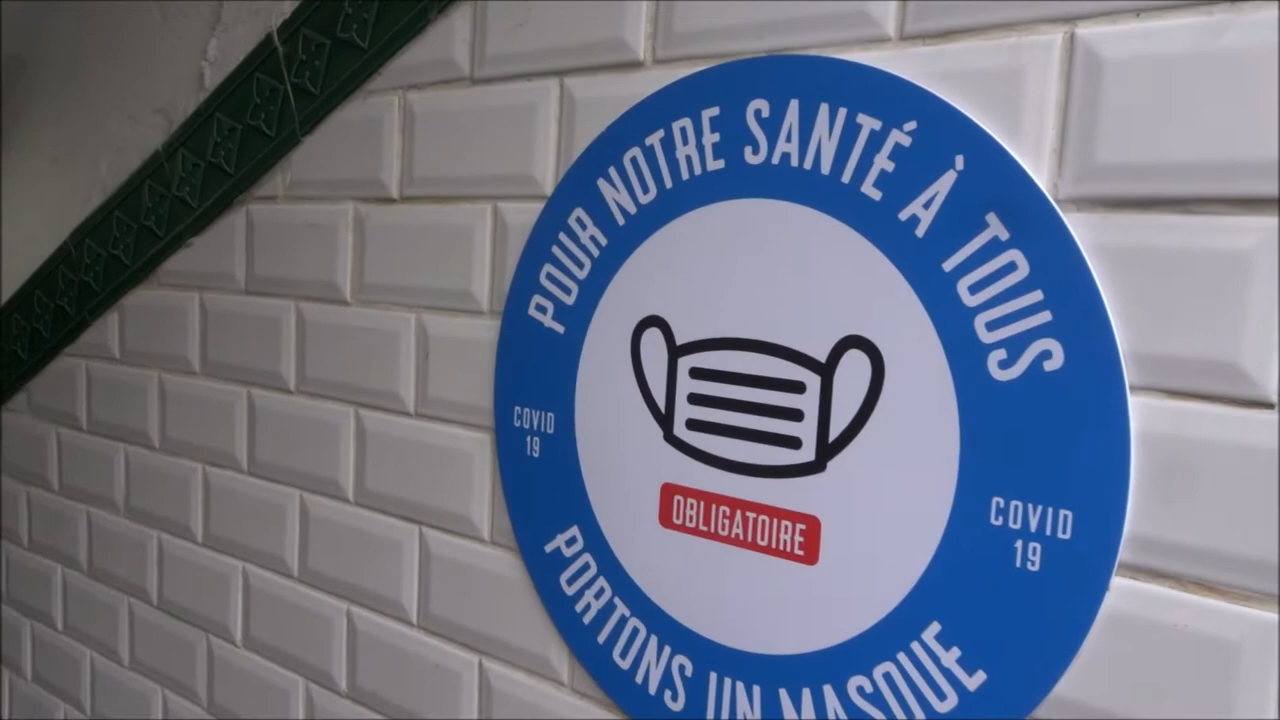 POUR NOTRE SANTÉ À TOUS
COVID
19
COVID
19
OBLIGATOIRE
PORTONS UN MASQUE